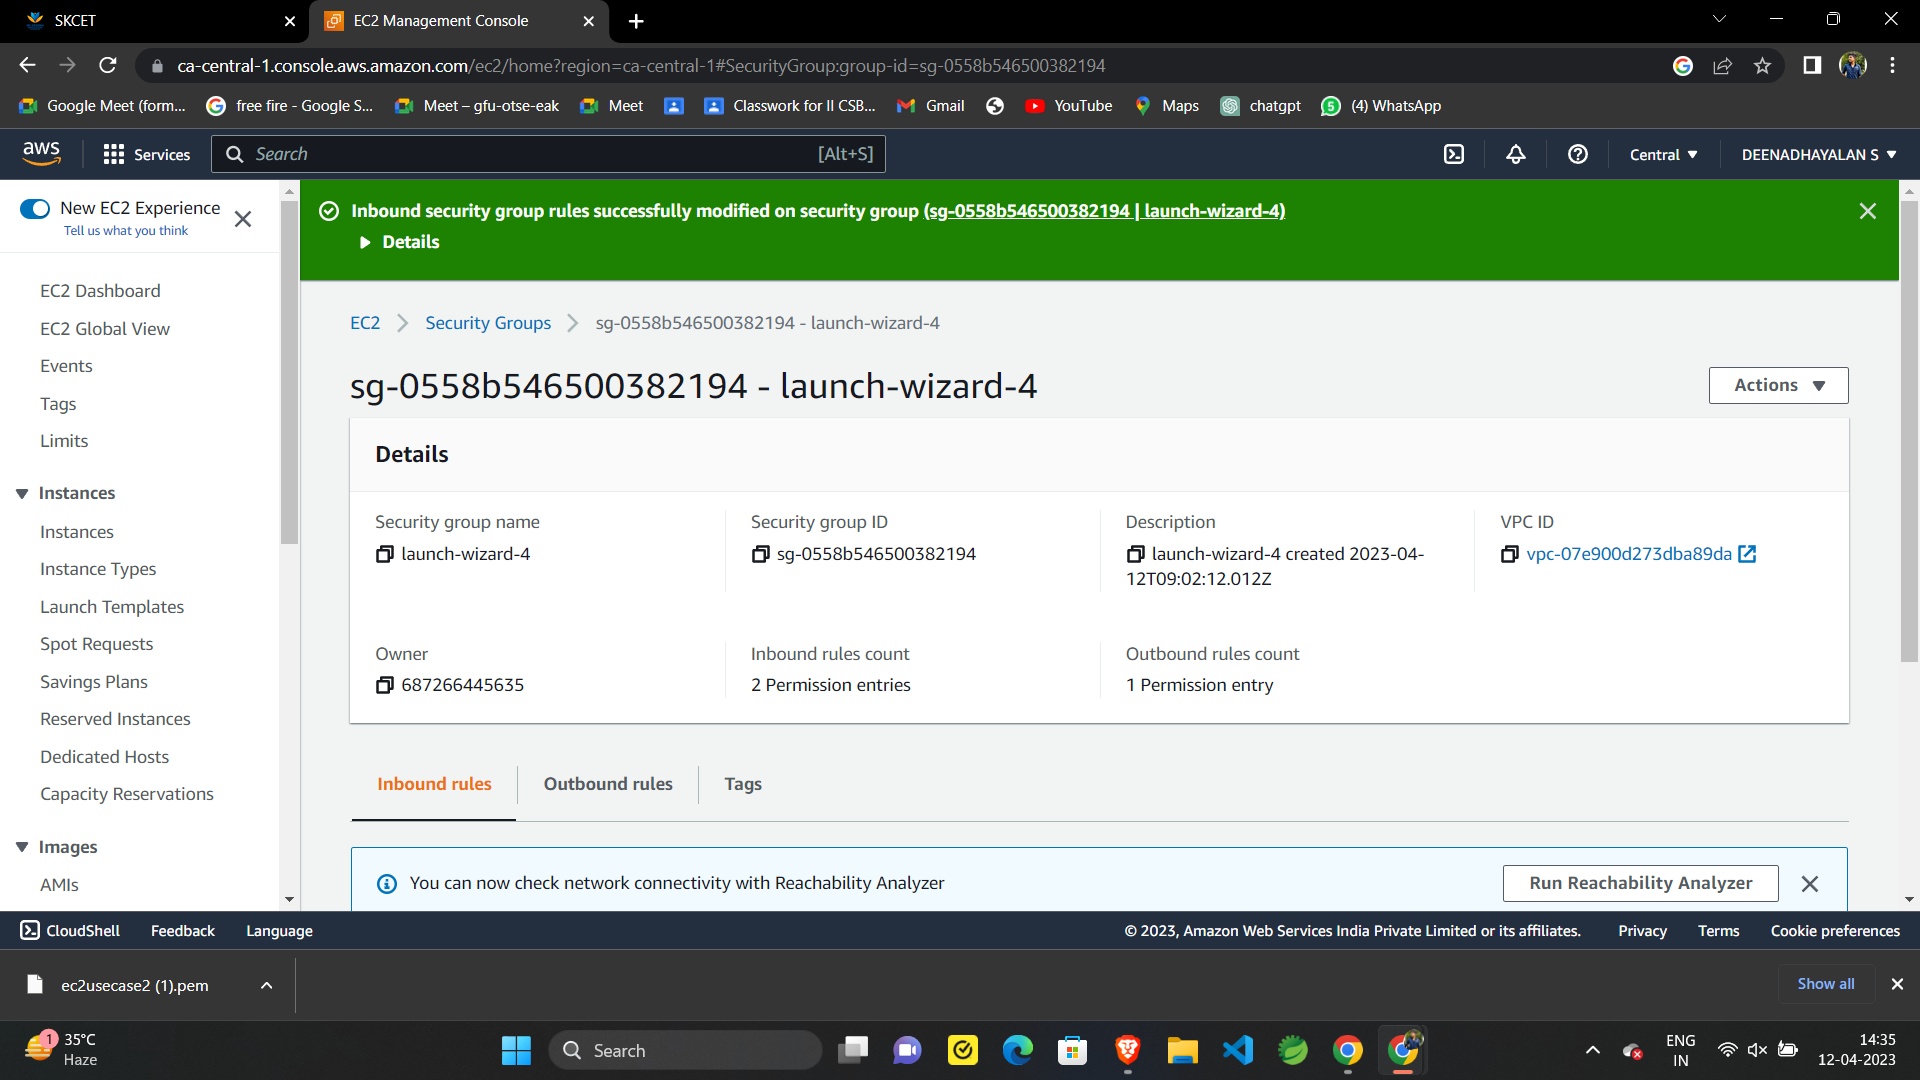 SKCET
EC2 Management Console
ca-central-1.console.aws.amazon.com/ec2/home?region=ca-central-1#SecurityGroup:group-id=sg-0558b546500382194
Google Meet (form... free fire - Google S... Meet – gfu-otse-eak Meet Classwork for II CSB... Gmail YouTube Maps chatgpt (4) WhatsApp
aws Services Search [Alt+S] Central DEENADHAYALAN S
New EC2 Experience
Tell us what you think
EC2 Dashboard
EC2 Global View
Events
Tags
Limits
Instances
Instances
Instance Types
Launch Templates
Spot Requests
Savings Plans
Reserved Instances
Dedicated Hosts
Capacity Reservations
Images
AMIs
Inbound security group rules successfully modified on security group (sg-0558b546500382194 | launch-wizard-4)
Details
EC2 Security Groups sg-0558b546500382194 - launch-wizard-4
sg-0558b546500382194 - launch-wizard-4
Actions
Details
Security group name
launch-wizard-4
Security group ID
sg-0558b546500382194
Description
launch-wizard-4 created 2023-04-
12T09:02:12.012Z
VPC ID
vpc-07e900d273dba89da
Owner
687266445635
Inbound rules count
2 Permission entries
Outbound rules count
1 Permission entry
Inbound rules Outbound rules Tags
You can now check network connectivity with Reachability Analyzer
Run Reachability Analyzer
CloudShell Feedback Language © 2023, Amazon Web Services India Private Limited or its affiliates. Privacy Terms Cookie preferences
ec2usecase2 (1).pem
Show all
1
35°C
Haze
Search
5
ENG
IN
14:35
12-04-2023